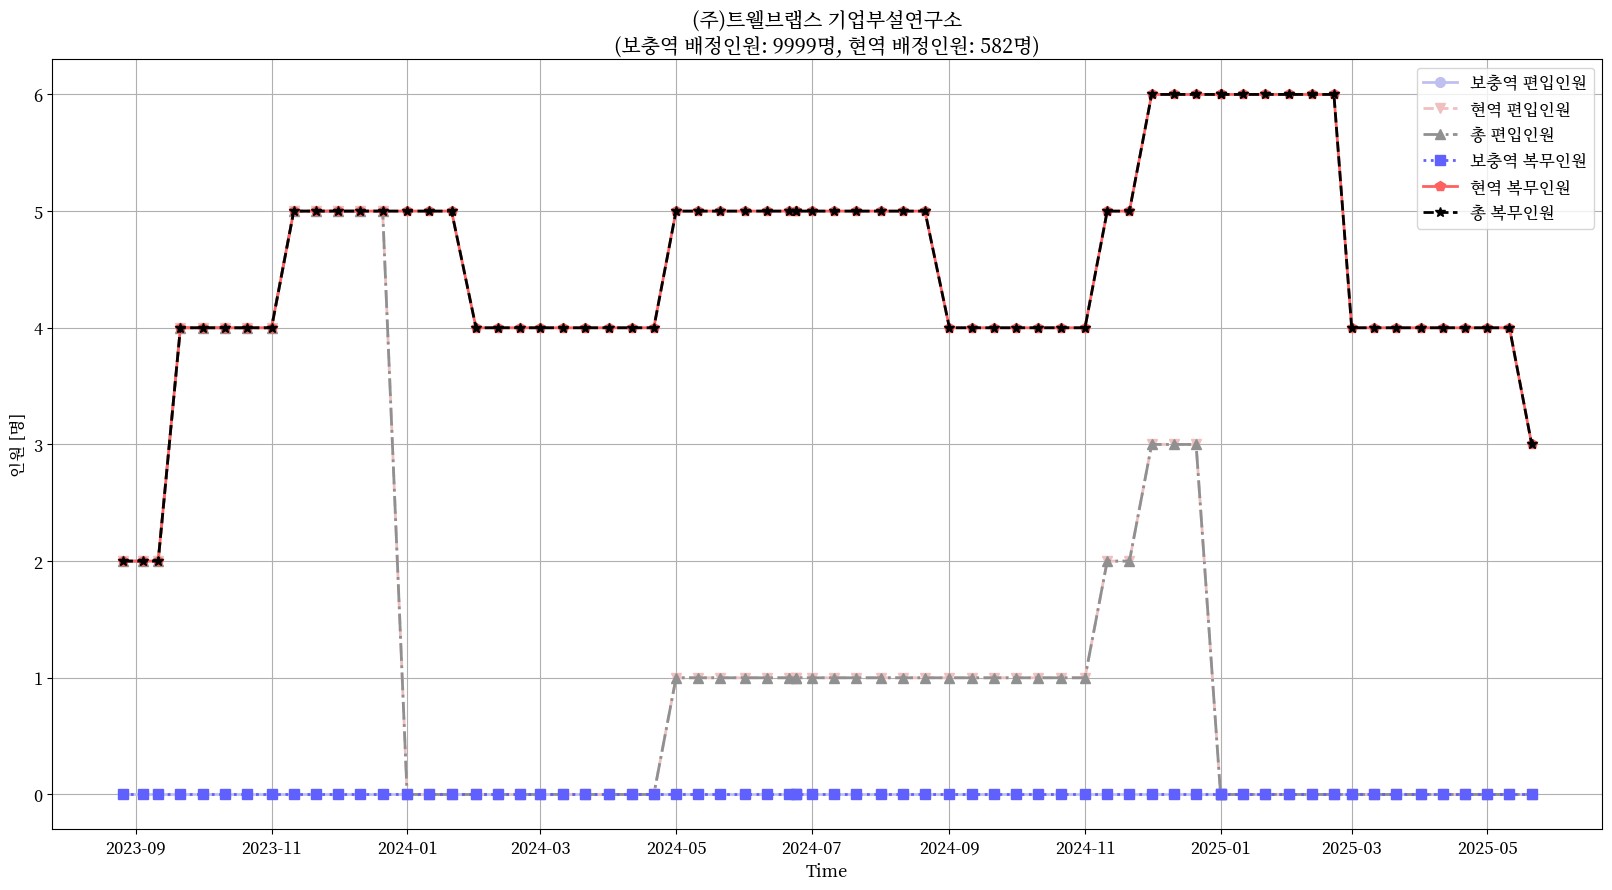 (주)트웰브랩스 기업부설연구소
(보충역 배정인원: 9999명, 현역 배정인원: 582명)
보충역 편입인원
현역 편입인원
총 편입인원
보충역 복무인원
현역 복무인원
총 복무인원
인원 [명]
6
5
4
3
2
1
0
2023-09 2023-11 2024-01 2024-03 2024-05 2024-07 2024-09 2024-11 2025-01 2025-03 2025-05
Time